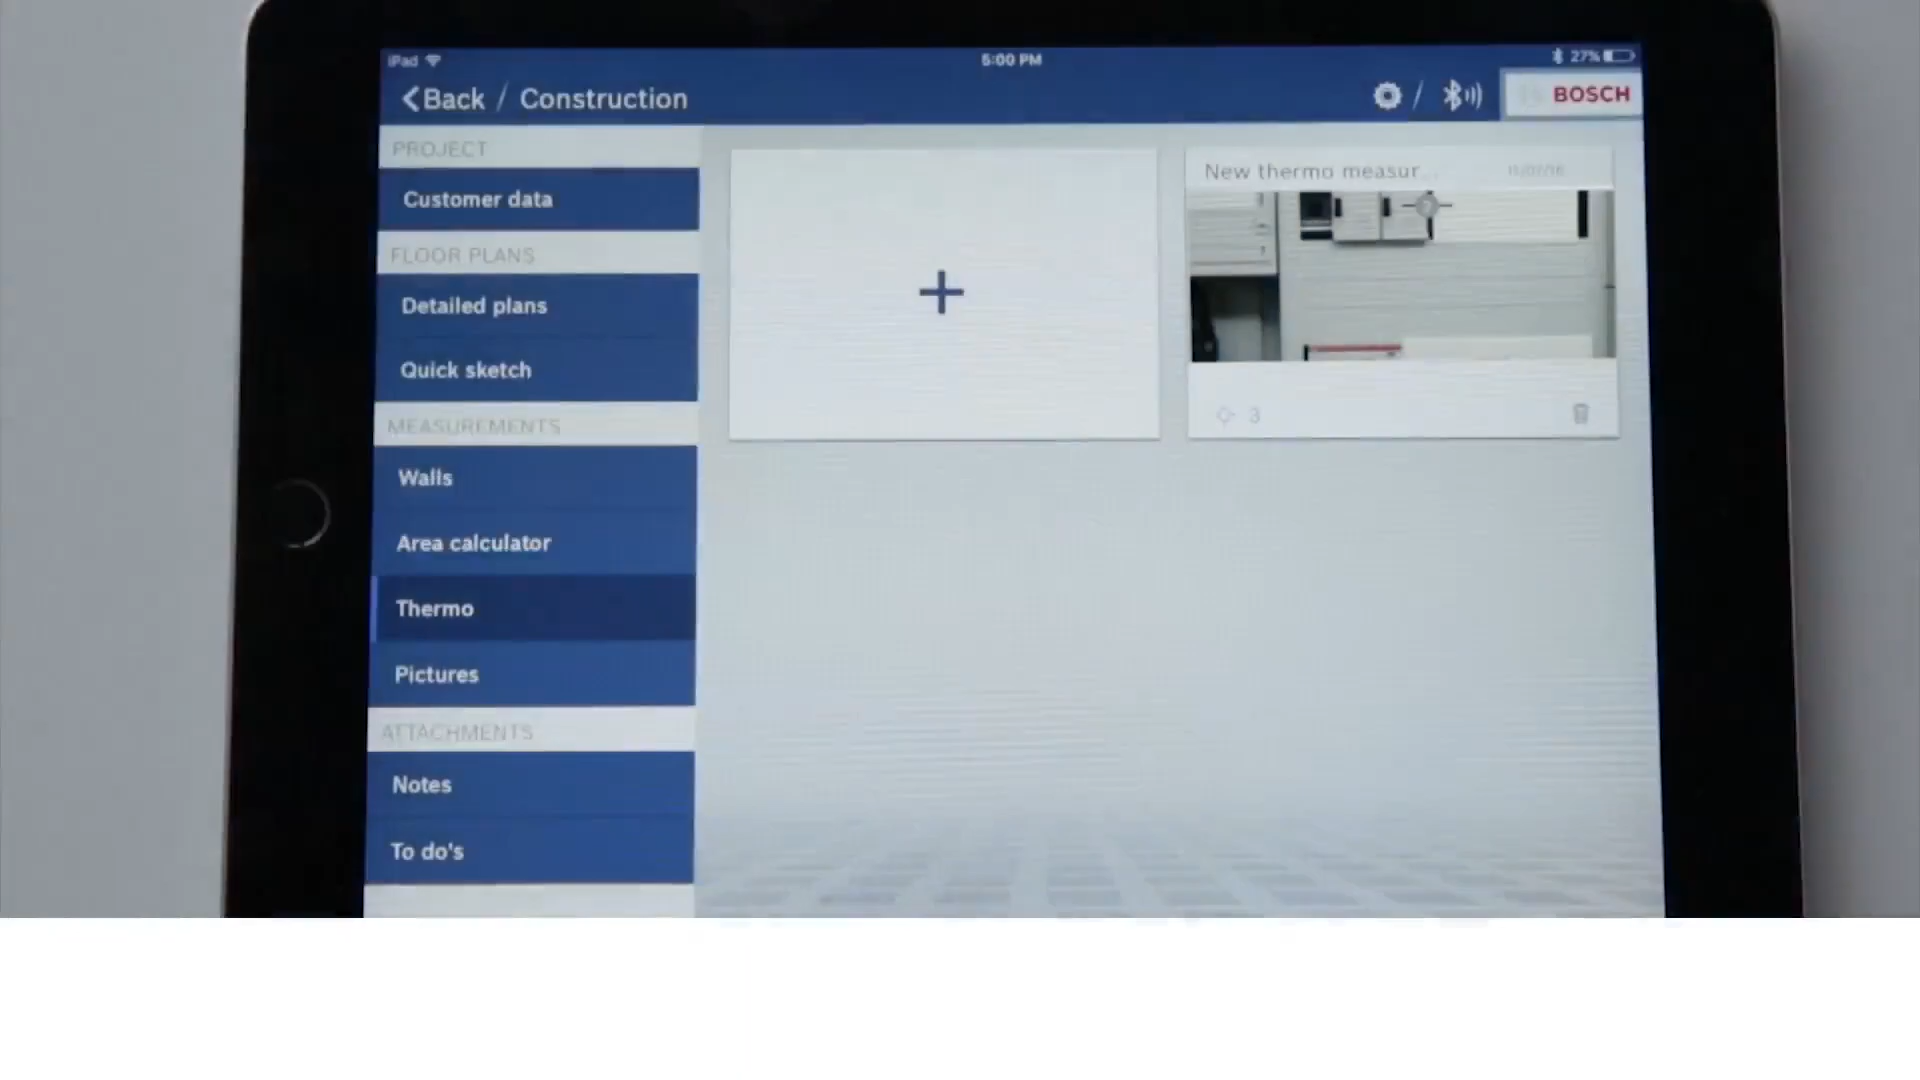 iPad
5:00 PM
27%
Back / Construction
BOSCH
PROJECT
Customer data
FLOOR PLANS
Detailed plans
Quick sketch
MEASUREMENTS
Walls
Area calculator
Thermo
Pictures
ATTACHMENTS
Notes
To do's
New thermo measur...
3